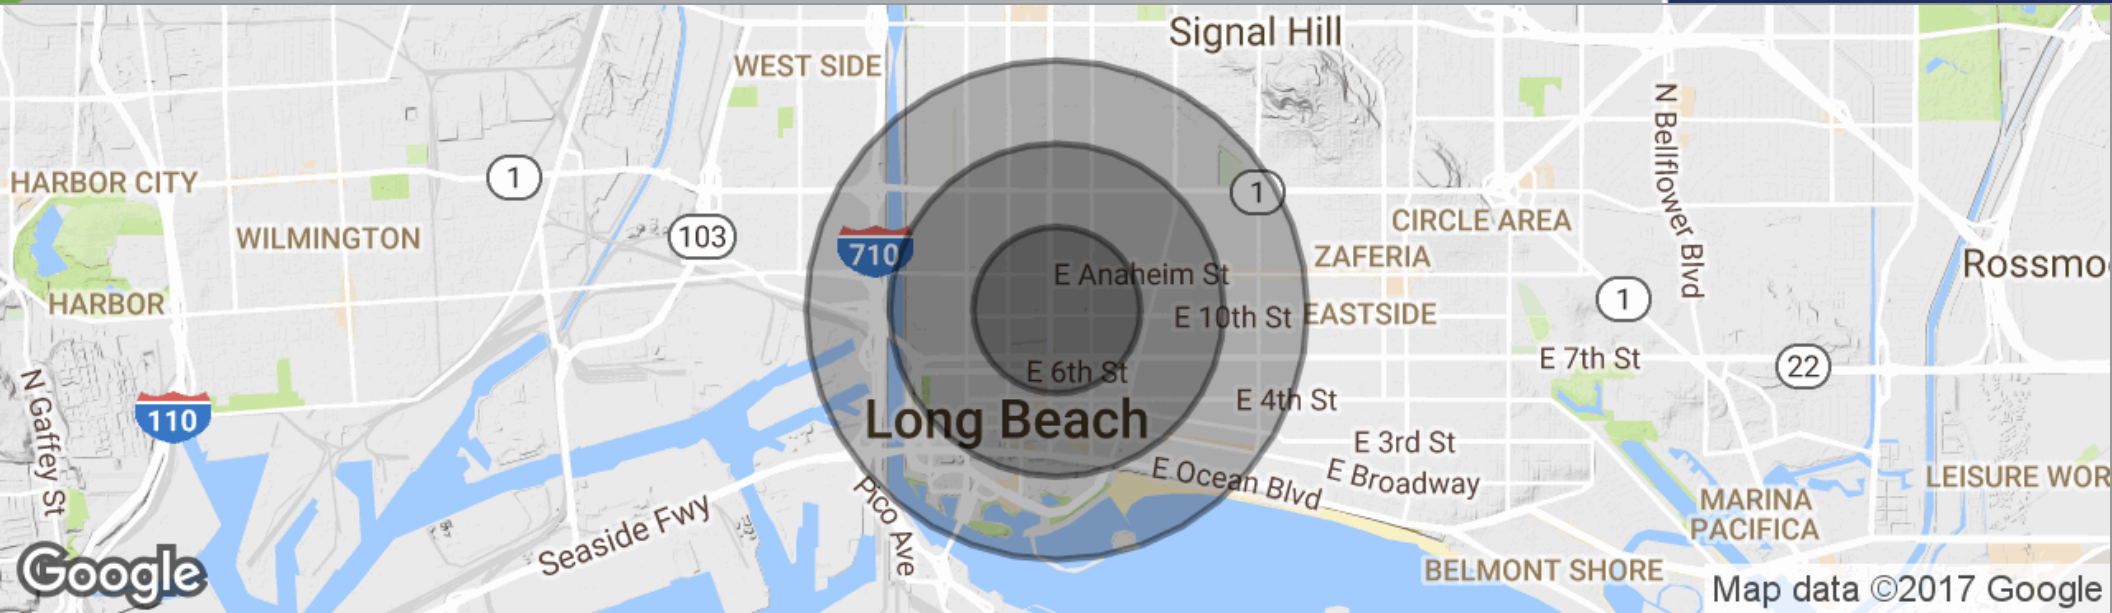 Signal Hill
WEST SIDE
N Bellflower Blvd
HARBOR CITY
1
1
CIRCLE AREA
WILMINGTON
103
710
ZAFERIA
Rossmo
E Anaheim St
HARBOR
E 10th St
EASTSIDE
1
E 6th St
E 7th St
22
N Gaffey St
110
Long Beach
E 4th St
E 3rd St
E Ocean Blvd
E Broadway
LEISURE WOR
MARINA
PACIFICA
Pico Ave
Seaside Fwy
BELMONT SHORE
Google
Map data ©2017 Google